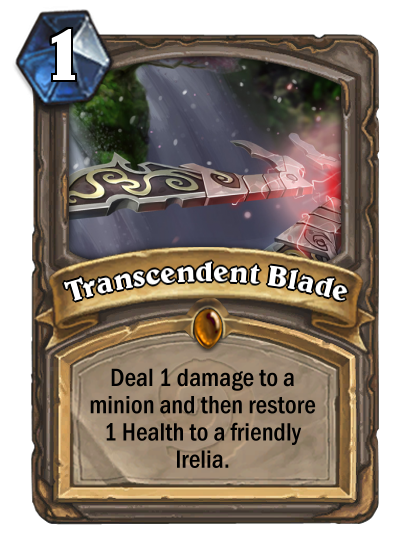 1
Transcendent Blade
Deal 1 damage to a
minion and then restore
1 Health to a friendly
Irelia.